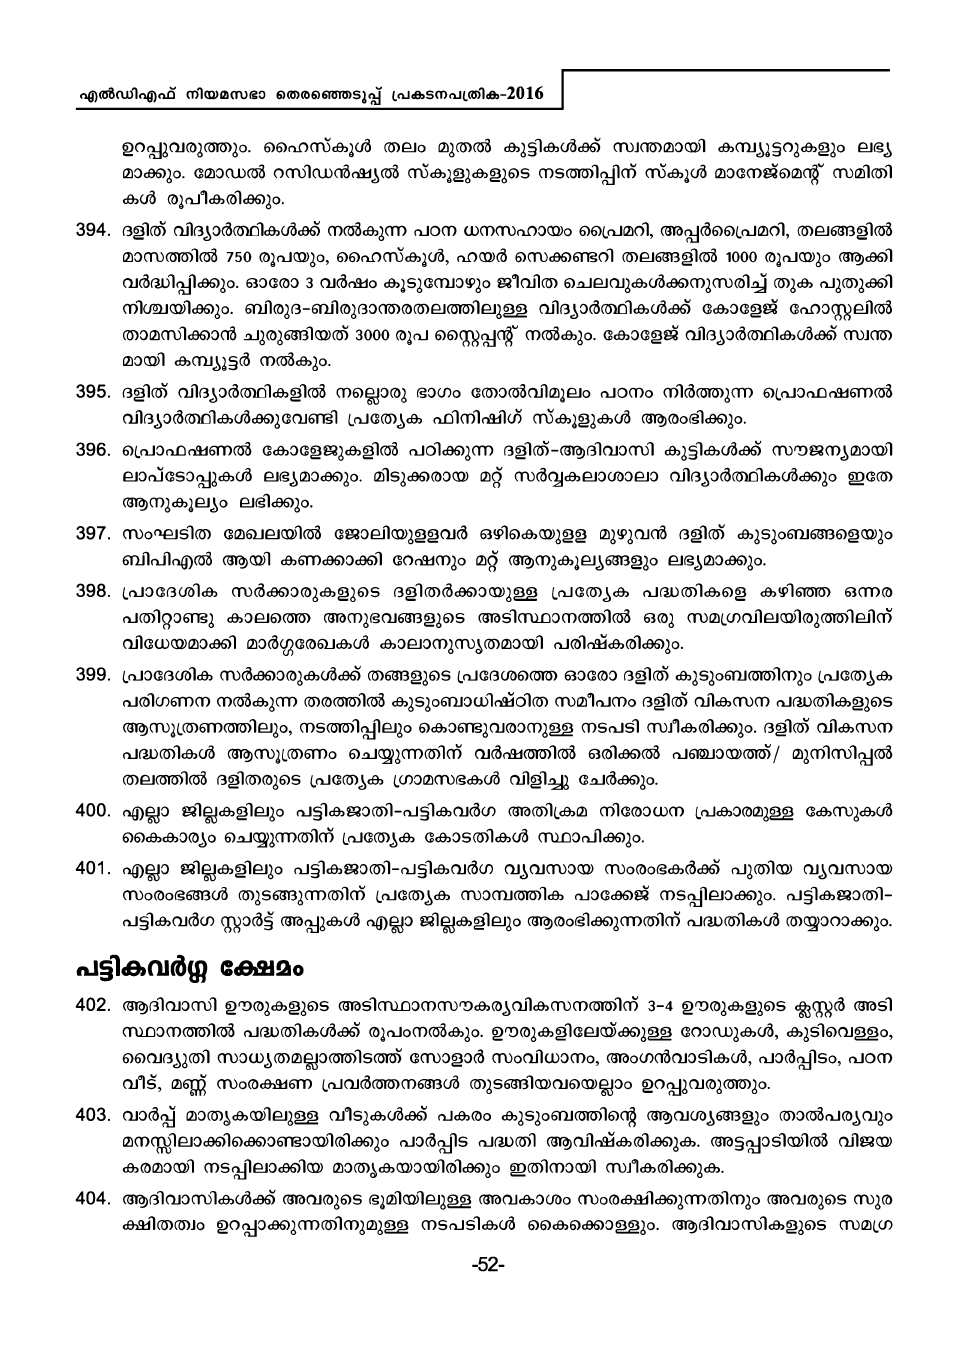 എൽഡിഎഫ് നിയമസഭാ തെരഞ്ഞെടുപ്പ് പ്രകടനപത്രിക-2016
ഉറപ്പുവരുത്തും. ഹൈസ്കൂൾ തലം മുതൽ കുട്ടികൾക്ക് സ്വന്തമായി കമ്പ്യൂട്ടറുകളും ലഭ്യ
മാക്കും. മോഡൽ റസിഡൻഷ്യൽ സ്കൂളുകളുടെ നടത്തിപ്പിന് സ്കൂൾ മാനേജ്മെന്റ് സമിതി
കൾ രൂപീകരിക്കും.
394. ദളിത് വിദ്യാർത്ഥികൾക്ക് നൽകുന്ന പഠന ധനസഹായം പ്രൈമറി, അപ്പർപ്രൈമറി, തലങ്ങളിൽ
മാസത്തിൽ 750 രൂപയും, ഹൈസ്കൂൾ, ഹയർ സെക്കണ്ടറി തലങ്ങളിൽ 1000 രൂപയും ആക്കി
വർദ്ധിപ്പിക്കും. ഓരോ 3 വർഷം കൂടുമ്പോഴും ജീവിത ചെലവുകൾക്കനുസരിച്ച് തുക പുതുക്കി
നിശ്ചയിക്കും. ബിരുദ-ബിരുദാന്തരതലത്തിലുള്ള വിദ്യാർത്ഥികൾക്ക് കോളേജ് ഹോസ്റ്റലിൽ
താമസിക്കാൻ ചുരുങ്ങിയത് 3000 രൂപ സ്റ്റൈപ്പന്റ് നൽകും. കോളേജ് വിദ്യാർത്ഥികൾക്ക് സ്വന്ത
മായി കമ്പ്യൂട്ടർ നൽകും.
395. ദളിത് വിദ്യാർത്ഥികളിൽ നല്ലൊരു ഭാഗം തോൽവിമൂലം പഠനം നിർത്തുന്ന പ്രൊഫഷണൽ
വിദ്യാർത്ഥികൾക്കുവേണ്ടി പ്രത്യേക ഫിനിഷിഗ് സ്കൂളുകൾ ആരംഭിക്കും.
396. പ്രൊഫഷണൽ കോളേജുകളിൽ പഠിക്കുന്ന ദളിത്-ആദിവാസി കുട്ടികൾക്ക് സൗജന്യമായി
ലാപ്ടോപ്പുകൾ ലഭ്യമാക്കും. മിടുക്കരായ മറ്റ് സർവ്വകലാശാലാ വിദ്യാർത്ഥികൾക്കും ഇതേ
ആനുകൂല്യം ലഭിക്കും.
397. സംഘടിത മേഖലയിൽ ജോലിയുളളവർ ഒഴികെയുളള മുഴുവൻ ദളിത് കുടുംബങ്ങളെയും
ബിപിഎൽ ആയി കണക്കാക്കി റേഷനും മറ്റ് ആനുകൂല്യങ്ങളും ലഭ്യമാക്കും.
398. പ്രാദേശിക സർക്കാരുകളുടെ ദളിതർക്കായുള്ള പ്രത്യേക പദ്ധതികളെ കഴിഞ്ഞ ഒന്നര
പതിറ്റാണ്ടു കാലത്തെ അനുഭവങ്ങളുടെ അടിസ്ഥാനത്തിൽ ഒരു സമഗ്രവിലയിരുത്തിലിന്
വിധേയമാക്കി മാർഗ്ഗരേഖകൾ കാലാനുസൃതമായി പരിഷ്കരിക്കും.
399. പ്രാദേശിക സർക്കാരുകൾക്ക് തങ്ങളുടെ പ്രദേശത്തെ ഓരോ ദളിത് കുടുംബത്തിനും പ്രത്യേക
പരിഗണന നൽകുന്ന തരത്തിൽ കുടുംബാധിഷ്ഠിത സമീപനം ദളിത് വികസന പദ്ധതികളുടെ
ആസൂത്രണത്തിലും, നടത്തിപ്പിലും കൊണ്ടുവരാനുള്ള നടപടി സ്വീകരിക്കും. ദളിത് വികസന
പദ്ധതികൾ ആസൂത്രണം ചെയ്യുന്നതിന് വർഷത്തിൽ ഒരിക്കൽ പഞ്ചായത്ത്/ മുനിസിപ്പൽ
തലത്തിൽ ദളിതരുടെ പ്രത്യേക ഗ്രാമസഭകൾ വിളിച്ചു ചേർക്കും.
400. എല്ലാ ജില്ലകളിലും പട്ടികജാതി-പട്ടികവർഗ അതിക്രമ നിരോധന പ്രകാരമുള്ള കേസുകൾ
കൈകാര്യം ചെയ്യുന്നതിന് പ്രത്യേക കോടതികൾ സ്ഥാപിക്കും.
401. എല്ലാ ജില്ലകളിലും പട്ടികജാതി-പട്ടികവർഗ വ്യവസായ സംരംഭകർക്ക് പുതിയ വ്യവസായ
സംരംഭങ്ങൾ തുടങ്ങുന്നതിന് പ്രത്യേക സാമ്പത്തിക പാക്കേജ് നടപ്പിലാക്കും. പട്ടികജാതി-
പട്ടികവർഗ സ്റ്റാർട്ട് അപ്പുകൾ എല്ലാ ജില്ലകളിലും ആരംഭിക്കുന്നതിന് പദ്ധതികൾ തയ്യാറാക്കും.
പട്ടികവർഗ്ഗ ക്ഷേമം
402. ആദിവാസി ഊരുകളുടെ അടിസ്ഥാനസൗകര്യവികസനത്തിന് 3-4 ഊരുകളുടെ ക്ലസ്റ്റർ അടി
സ്ഥാനത്തിൽ പദ്ധതികൾക്ക് രൂപംനൽകും. ഊരുകളിലേയ്ക്കുള്ള റോഡുകൾ, കുടിവെള്ളം,
വൈദ്യുതി സാധ്യതമല്ലാത്തിടത്ത് സോളാർ സംവിധാനം, അംഗൻവാടികൾ, പാർപ്പിടം, പഠന
വീട്, മണ്ണ് സംരക്ഷണ പ്രവർത്തനങ്ങൾ തുടങ്ങിയവയെല്ലാം ഉറപ്പുവരുത്തും.
403. വാർപ്പ് മാതൃകയിലുള്ള വീടുകൾക്ക് പകരം കുടുംബത്തിന്റെ ആവശ്യങ്ങളും താൽപര്യവും
മനസ്സിലാക്കിക്കൊണ്ടായിരിക്കും പാർപ്പിട പദ്ധതി ആവിഷ്കരിക്കുക. അട്ടപ്പാടിയിൽ വിജയ
കരമായി നടപ്പിലാക്കിയ മാതൃകയായിരിക്കും ഇതിനായി സ്വീകരിക്കുക.
404. ആദിവാസികൾക്ക് അവരുടെ ഭൂമിയിലുള്ള അവകാശം സംരക്ഷിക്കുന്നതിനും അവരുടെ സുര
ക്ഷിതത്വം ഉറപ്പാക്കുന്നതിനുമുള്ള നടപടികൾ കൈക്കൊള്ളും. ആദിവാസികളുടെ സമഗ്ര
-52-